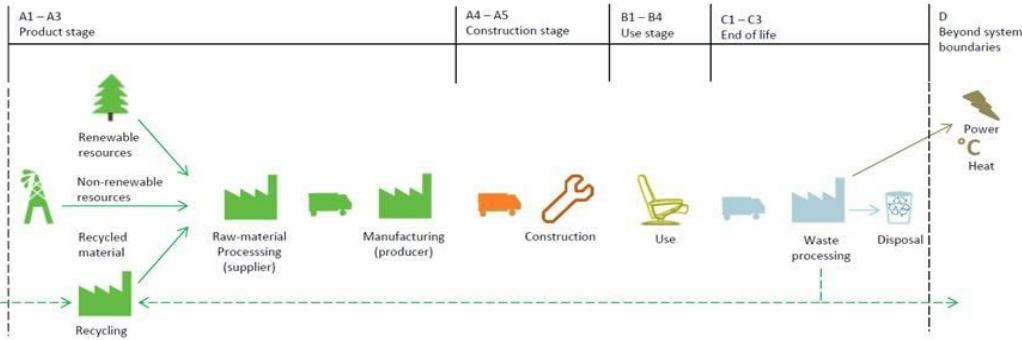 A1 – A3
Product stage
A4 – A5
Construction stage
B1 – B4
Use stage
C1 – C3
End of life
D
Beyond system
boundaries
Renewable
resources
Non-renewable
resources
Recycled
material
Recycling
Raw-material
Processsing
(supplier)
Manufacturing
(producer)
Construction
Use
Waste
processing
Disposal
Power
°C
Heat